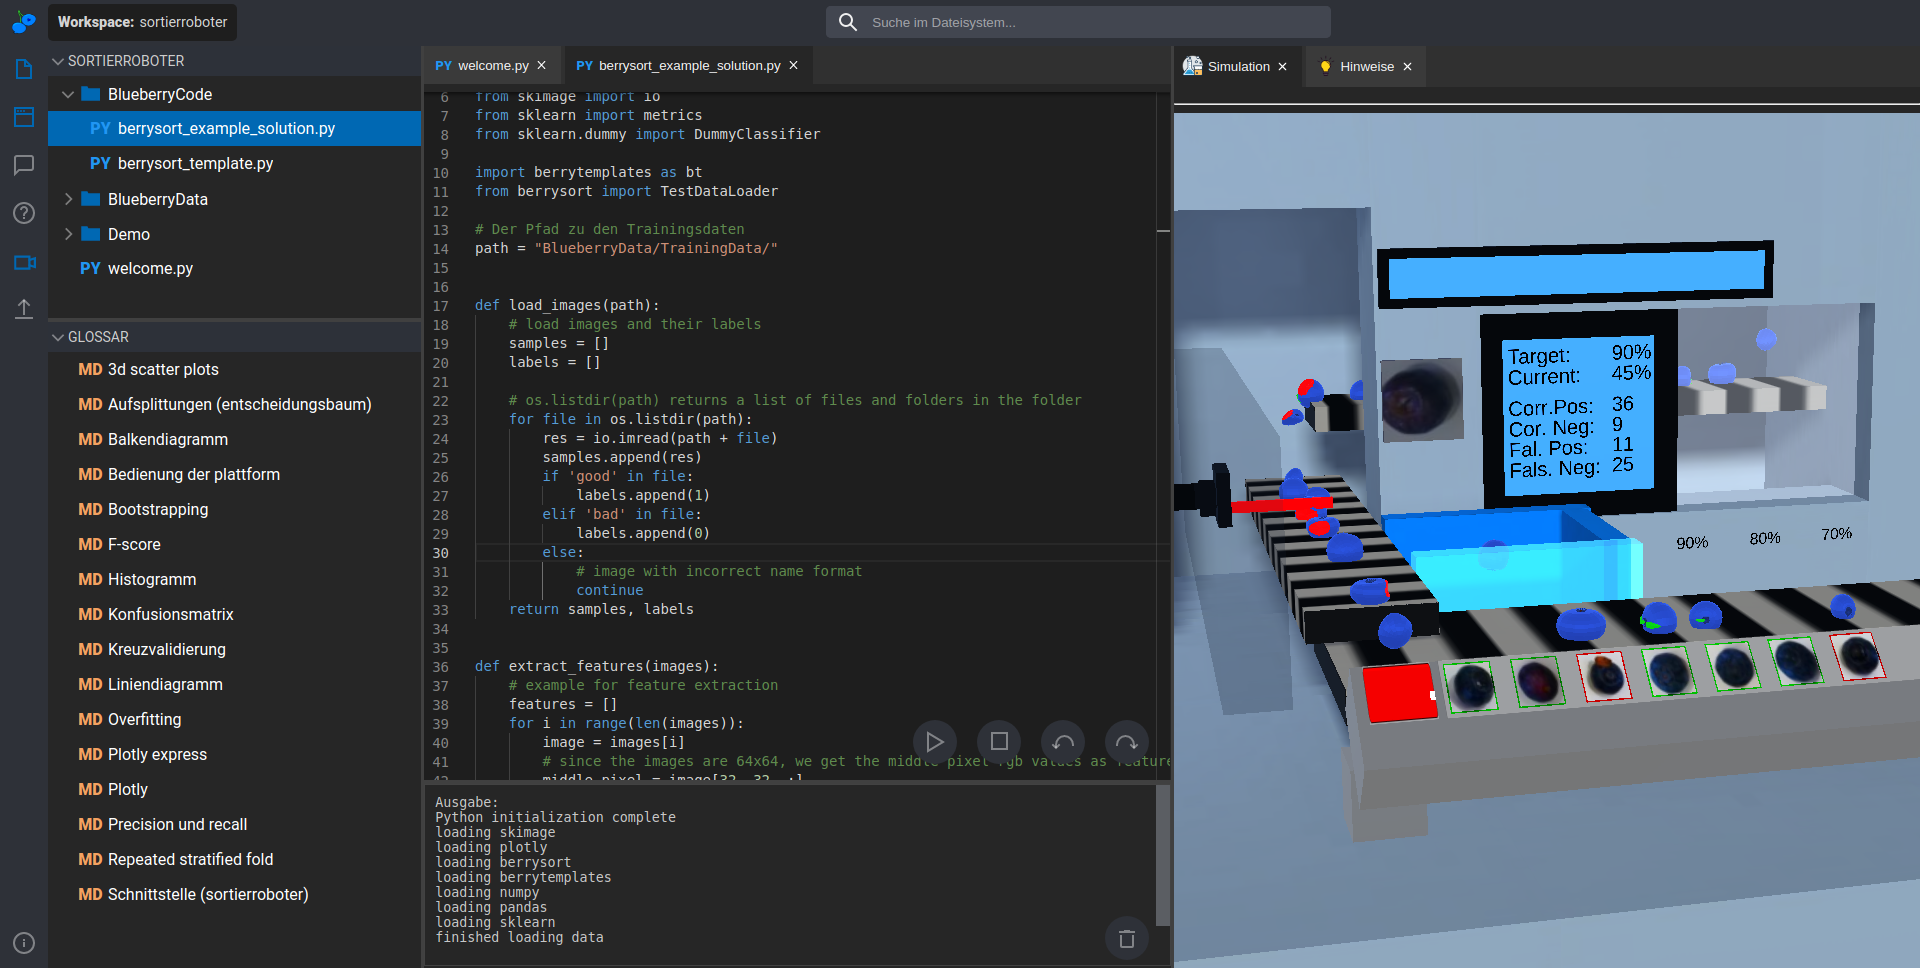 Workspace: sortierroboter
Suche im Dateisystem...
SORTIERROBOTER
BlueberryCode
PY berrysort_example_solution.py
PY berrysort_template.py
BlueberryData
Demo
PY welcome.py
GLOSSAR
MD 3d scatter plots
MD Aufsplittungen (entscheidungsbaum)
MD Balkendiagramm
MD Bedienung der plattform
MD Bootstrapping
MD F-score
MD Histogramm
MD Konfusionsmatrix
MD Kreuzvalidierung
MD Liniendiagramm
MD Overfitting
MD Plotly express
MD Plotly
MD Precision und recall
MD Repeated stratified fold
MD Schnittstelle (sortierroboter)
PY welcome.py
PY berrysort_example_solution.py
6 from skimage import io
7 from sklearn import metrics
8 from sklearn.dummy import DummyClassifier
9
10 import berrytemplates as bt
11 from berrysort import TestDataLoader
12
13 # Der Pfad zu den Trainingsdaten
14 path = "BlueberryData/TrainingData/"
15
16
17 def load_images(path):
18 # load images and their labels
19 samples = []
20 labels = []
21
22 # os.listdir(path) returns a list of files and folders in the folder
23 for file in os.listdir(path):
24 res = io.imread(path + file)
25 samples.append(res)
26 if 'good' in file:
27 labels.append(1)
28 elif 'bad' in file:
29 labels.append(0)
30 else:
31 # image with incorrect name format
32 continue
33 return samples, labels
34
35
36 def extract_features(images):
37 # example for feature extraction
38 features = []
39 for i in range(len(images)):
40 image = images[i]
41 # since the images are 64x64, we get the middle pixel rgb values as feature
42 middle_pixel = image[32, 32, :]
Ausgabe:
Python initialization complete
loading skimage
loading plotly
loading berrysort
loading berrytemplates
loading numpy
loading pandas
loading sklearn
finished loading data
Simulation
Hinweise
Target: 90%
Current: 45%
Corr.Pos: 36
Cor. Neg: 9
Fal. Pos: 11
Fals. Neg: 25
90% 80% 70%